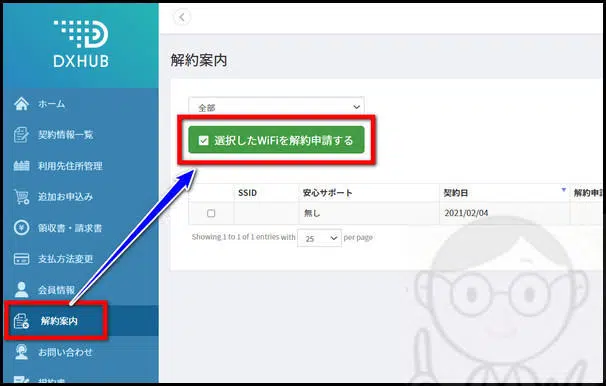 DXHUB
ホーム
契約情報一覧
利用先住所管理
追加お申込み
領収書・請求書
支払方法変更
会員情報
解約案内
お問い合わせ
解約案内
全部
選択したWiFiを解約申請する
SSID 安心サポート 契約日 解約申請
無し 2021/02/04
Showing 1 to 1 of 1 entries with 25 per page